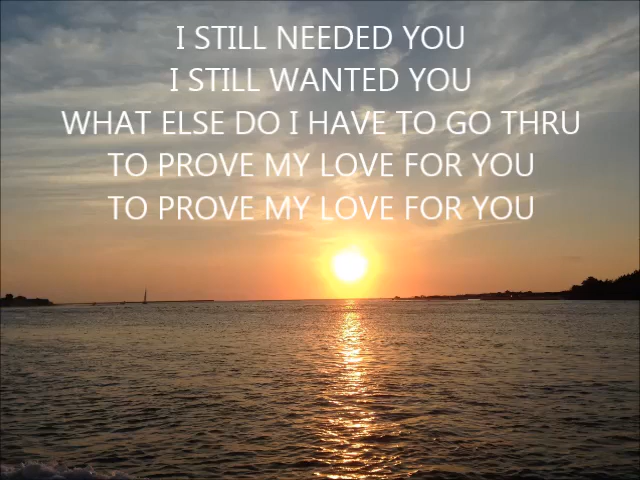 I STILL NEEDED YOU
I STILL WANTED YOU
WHAT ELSE DO I HAVE TO GO THRU
TO PROVE MY LOVE FOR YOU
TO PROVE MY LOVE FOR YOU